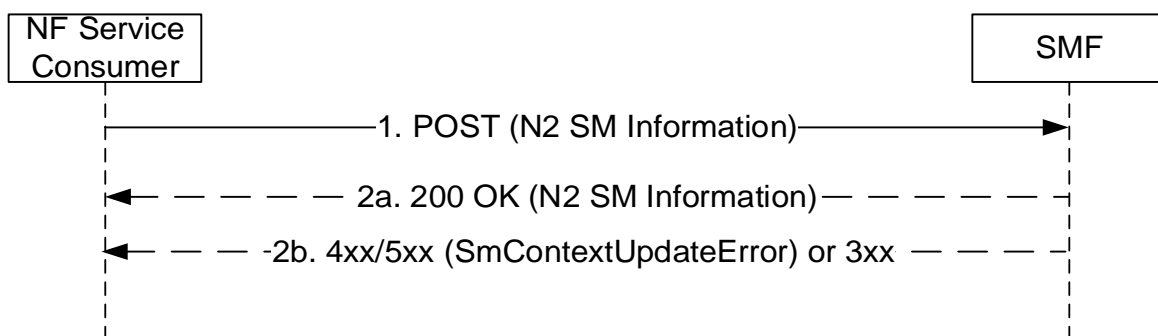 NF Service
Consumer
SMF
1. POST (N2 SM Information)
2a. 200 OK (N2 SM Information)
2b. 4xx/5xx (SmContextUpdateError) or 3xx